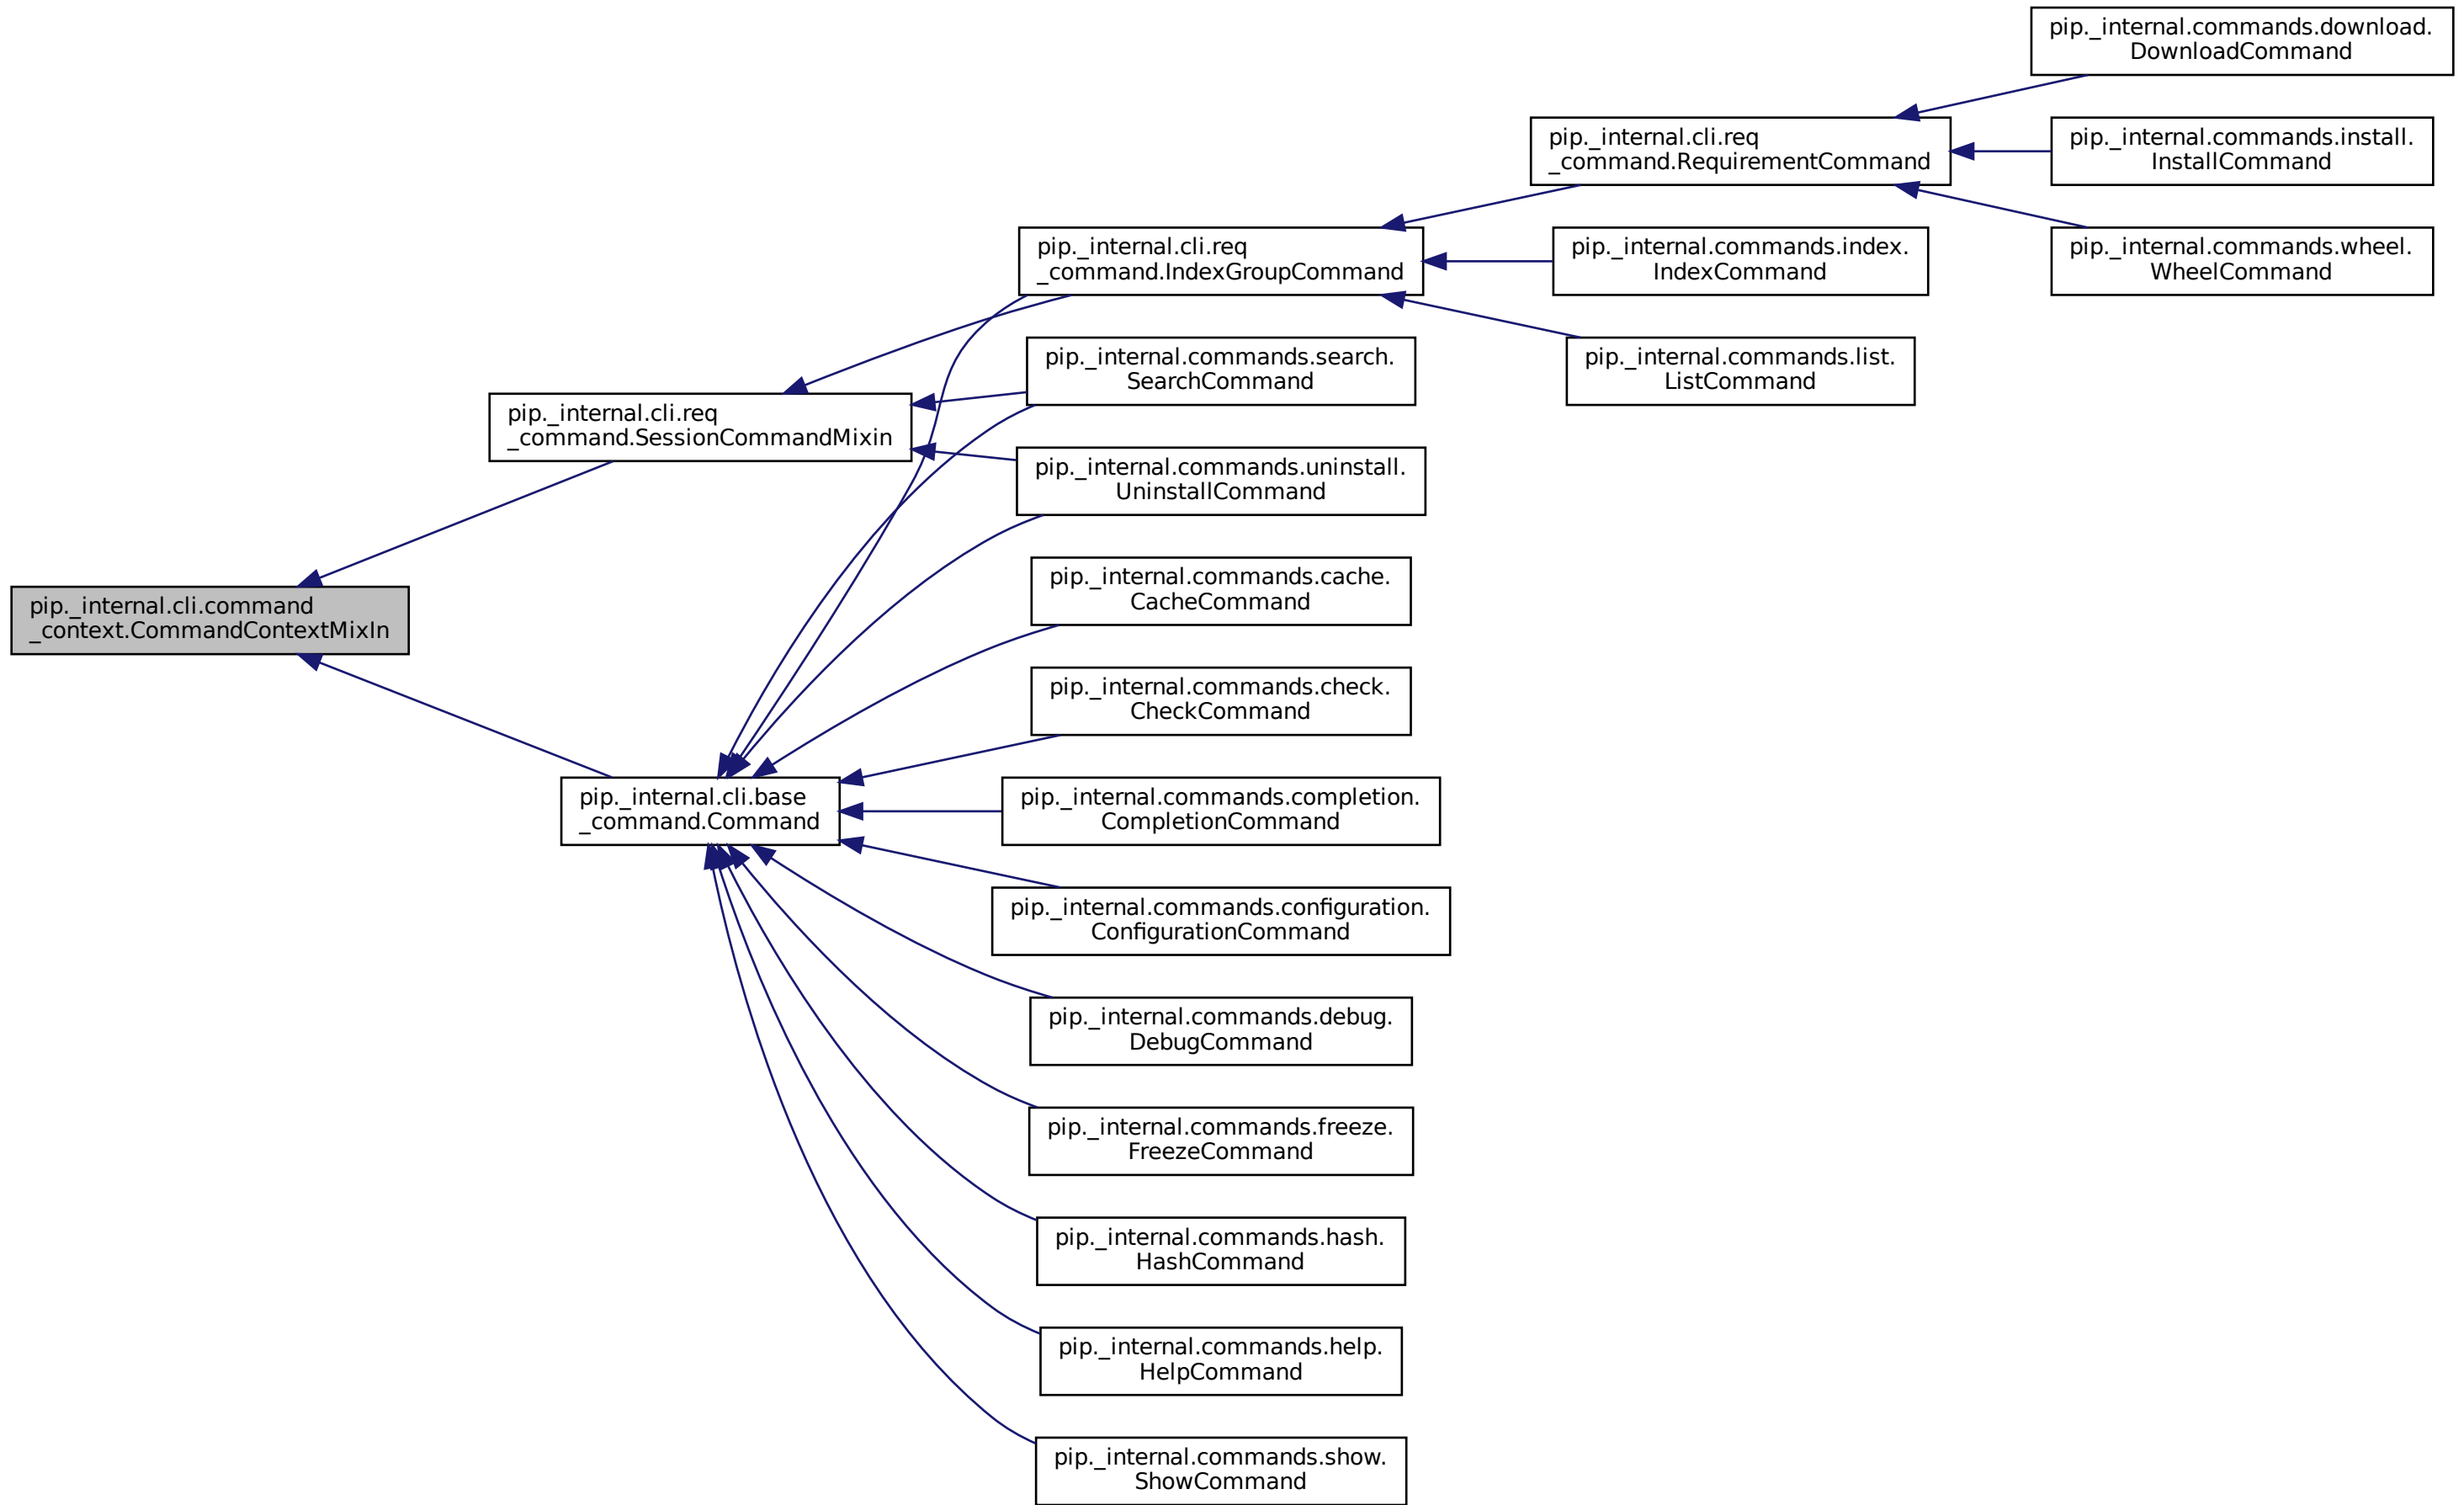 pip._internal.commands.download.
DownloadCommand
pip._internal.cli.req
_command.RequirementCommand
pip._internal.commands.install.
InstallCommand
pip._internal.cli.req
_command.IndexGroupCommand
pip._internal.commands.index.
IndexCommand
pip._internal.commands.wheel.
WheelCommand
pip._internal.commands.search.
SearchCommand
pip._internal.commands.list.
ListCommand
pip._internal.cli.req
_command.SessionCommandMixin
pip._internal.commands.uninstall.
UninstallCommand
pip._internal.commands.cache.
CacheCommand
pip._internal.cli.command
_context.CommandContextMixIn
pip._internal.commands.check.
CheckCommand
pip._internal.cli.base
_command.Command
pip._internal.commands.completion.
CompletionCommand
pip._internal.commands.configuration.
ConfigurationCommand
pip._internal.commands.debug.
DebugCommand
pip._internal.commands.freeze.
FreezeCommand
pip._internal.commands.hash.
HashCommand
pip._internal.commands.help.
HelpCommand
pip._internal.commands.show.
ShowCommand